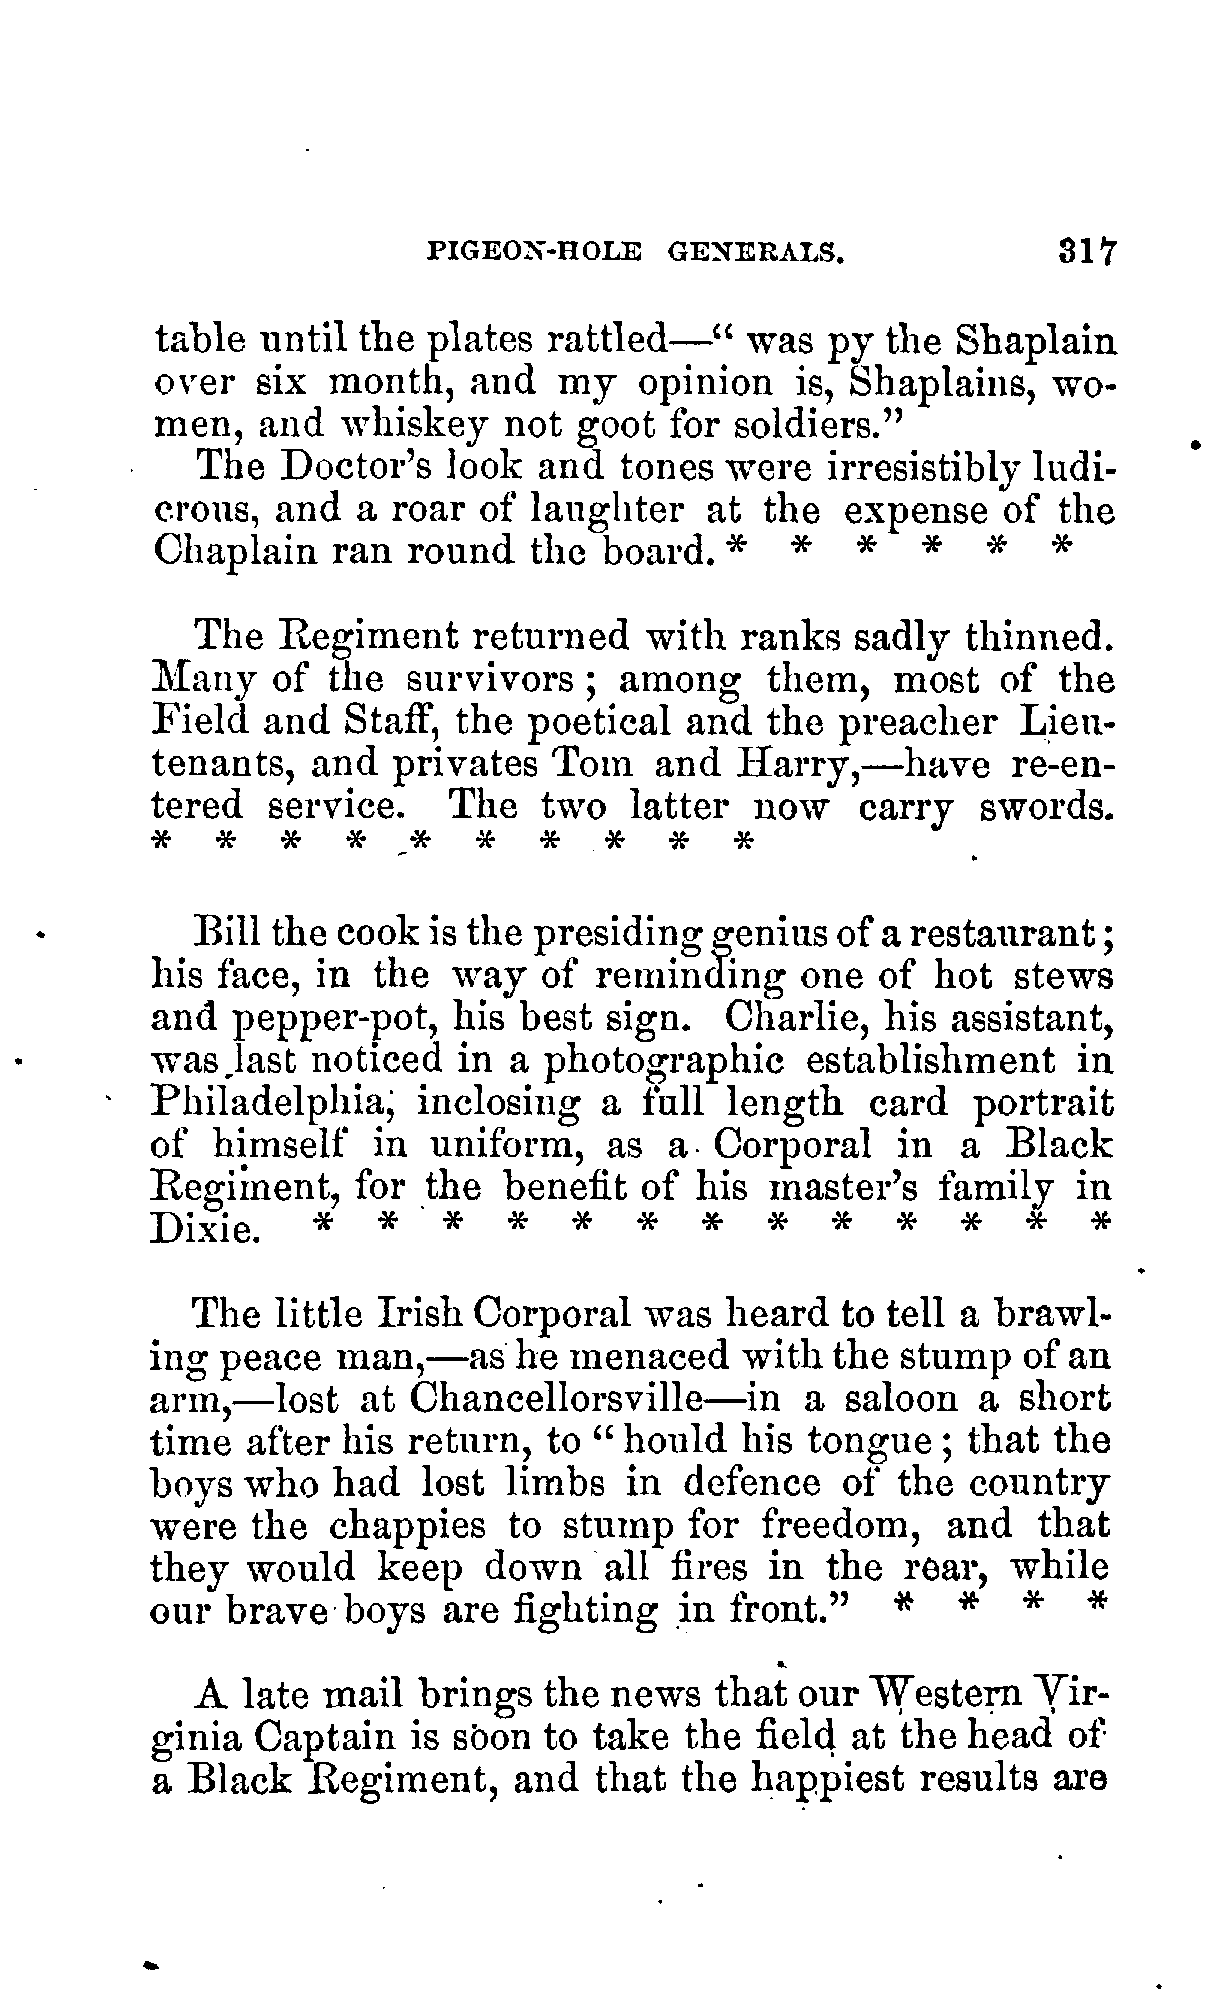 PIGEON-HOLE GENERALS. 317
table until the plates rattled—“ was py the Shaplain
over six month, and my opinion is, Shaplains, wo-
men, and whiskey not goot for soldiers.”
The Doctor’s look and tones were irresistibly ludi-
crous, and a roar of laughter at the expense of the
Chaplain ran round the board. * * * * * *
The Regiment returned with ranks sadly thinned.
Many of the survivors ; among them, most of the
Field and Staff, the poetical and the preacher Lieu-
tenants, and privates Tom and Harry,—have re-en-
tered service. The two latter now carry swords.
* * * * * * * * * *
Bill the cook is the presiding genius of a restaurant ;
his face, in the way of reminding one of hot stews
and pepper-pot, his best sign. Charlie, his assistant,
was last noticed in a photographic establishment in
Philadelphia, inclosing a full length card portrait
of himself in uniform, as a Corporal in a Black
Regiment, for the benefit of his master’s family in
Dixie. * * * * * * * * * * * * *
The little Irish Corporal was heard to tell a brawl-
ing peace man,—as he menaced with the stump of an
arm,—lost at Chancellorsville—in a saloon a short
time after his return, to “ hould his tongue ; that the
boys who had lost limbs in defence of the country
were the chappies to stump for freedom, and that
they would keep down all fires in the rear, while
our brave boys are fighting in front.” * * * *
A late mail brings the news that our Western Vir-
ginia Captain is soon to take the field at the head of
a Black Regiment, and that the happiest results are